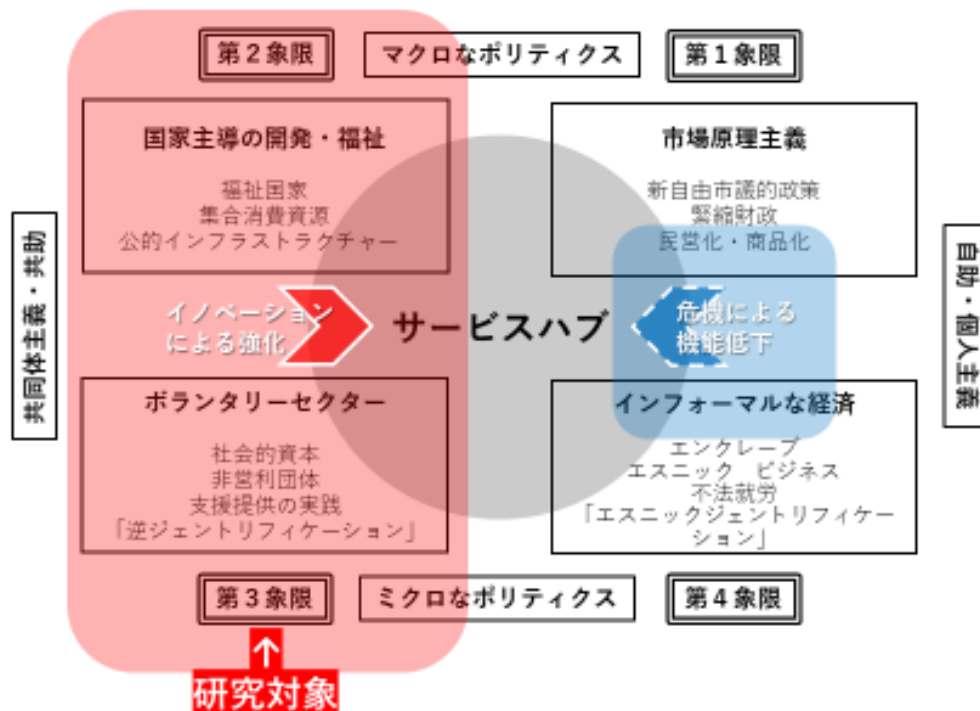 第２象限
マクロなポリティクス
第１象限
国家主導の開発・福祉
福祉国家
集合消費資源
公的インフラストラクチャー
市場原理主義
新自由市議的政策
緊縮財政
民営化・商品化
共同体主義・共助
自助・個人主義
イノベーション
による強化
サービスハブ
危機による
機能低下
ボランタリーセクター
社会的資本
非営利団体
支援提供の実践
「逆ジェントリフィケーション」
インフォーマルな経済
エンクレーブ
エスニック　ビジネス
不法就労
「エスニックジェントリフィケー
ション」
第３象限
ミクロなポリティクス
第４象限
↑
研究対象